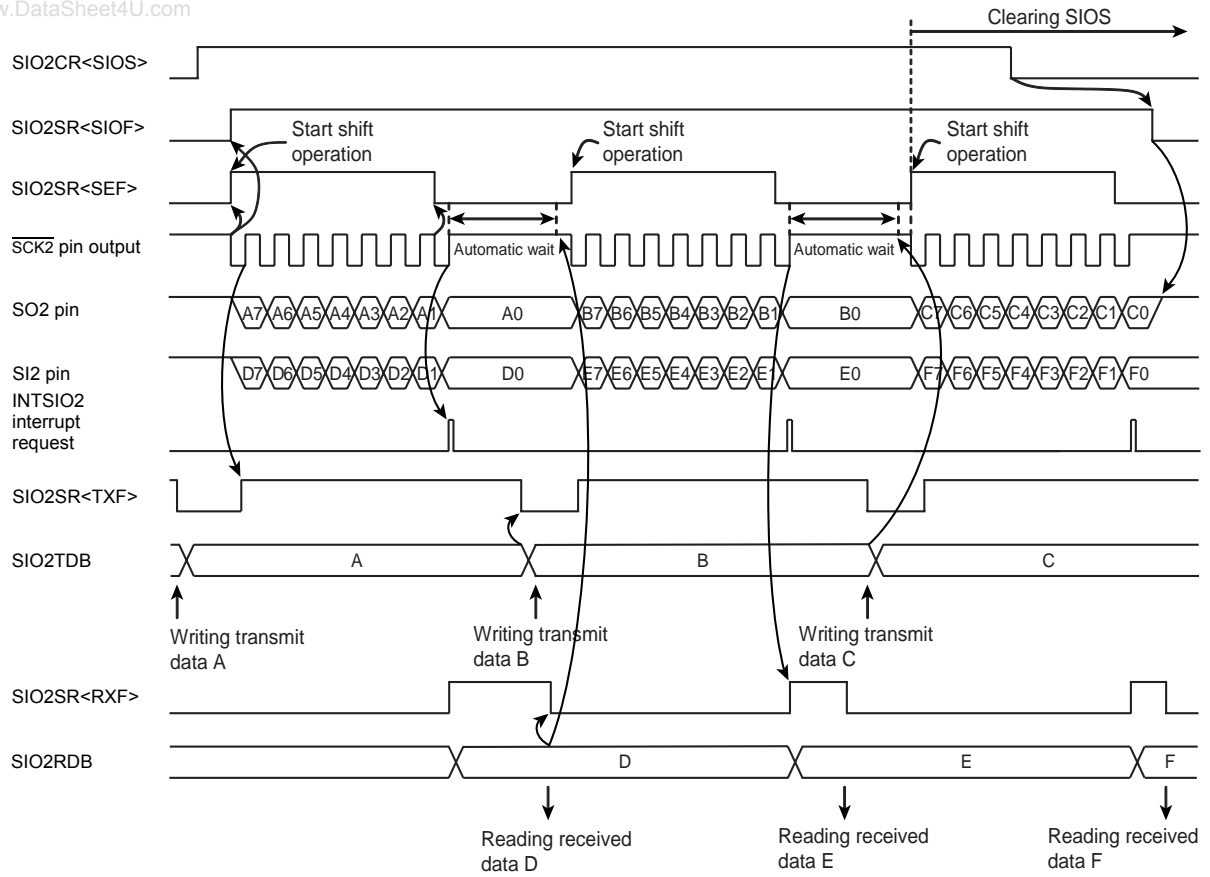 w.DataSheet4U.com
Clearing SIOS
SIO2CR<SIOS>
SIO2SR<SIOF>
Start shift
operation
Start shift
operation
Start shift
operation
SIO2SR<SEF>
SCK2 pin output
Automatic wait
Automatic wait
SO2 pin
A7 A6 A5 A4 A3 A2 A1 A0 B7 B6 B5 B4 B3 B2 B1 B0 C7 C6 C5 C4 C3 C2 C1 C0
SI2 pin
D7 D6 D5 D4 D3 D2 D1 D0 E7 E6 E5 E4 E3 E2 E1 E0 F7 F6 F5 F4 F3 F2 F1 F0
INTSIO2
interrupt
request
SIO2SR<TXF>
SIO2TDB
A B C
Writing transmit
data A
Writing transmit
data B
Writing transmit
data C
SIO2SR<RXF>
SIO2RDB
D E F
Reading received
data D
Reading received
data E
Reading received
data F